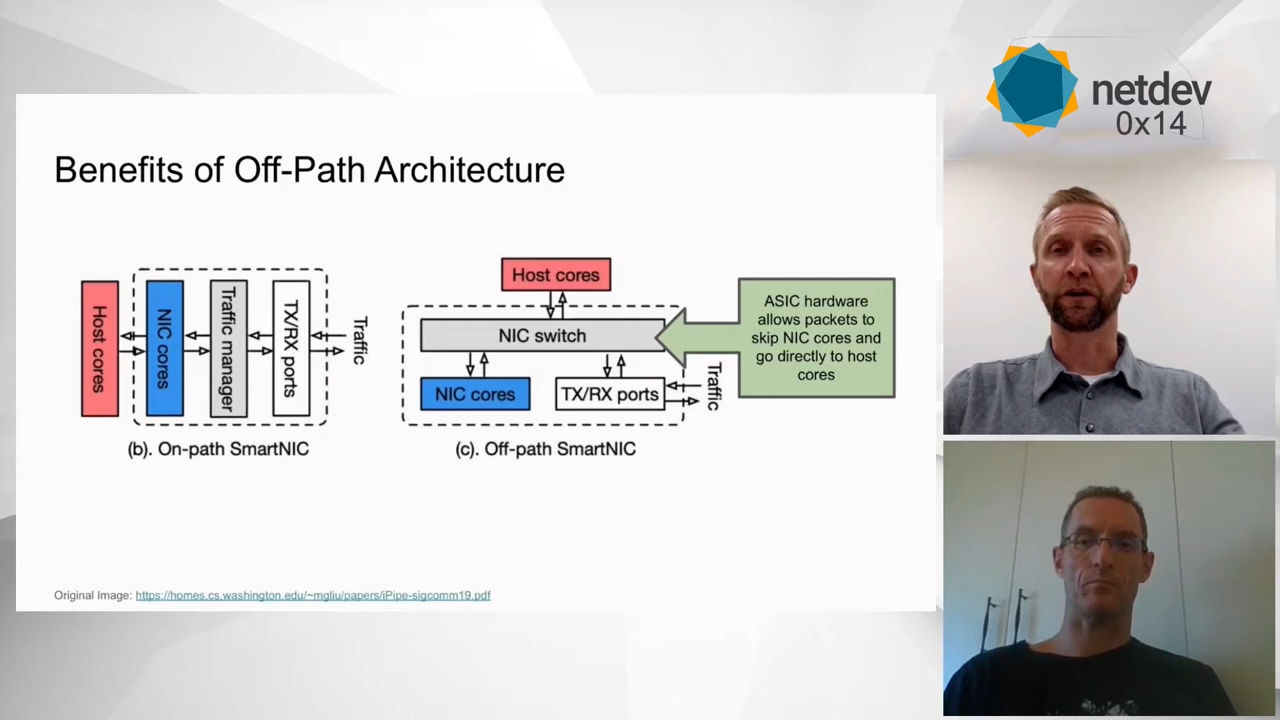 netdev
0x14
Benefits of Off-Path Architecture
Host cores
NIC cores
Traffic manager
TX/RX ports
Traffic
(b). On-path SmartNIC
Host cores
NIC switch
NIC cores
TX/RX ports
Traffic
(c). Off-path SmartNIC
ASIC hardware
allows packets to
skip NIC cores and
go directly to host
cores
Original Image: https://homes.cs.washington.edu/~mgliu/papers/iPipe-sigcomm19.pdf